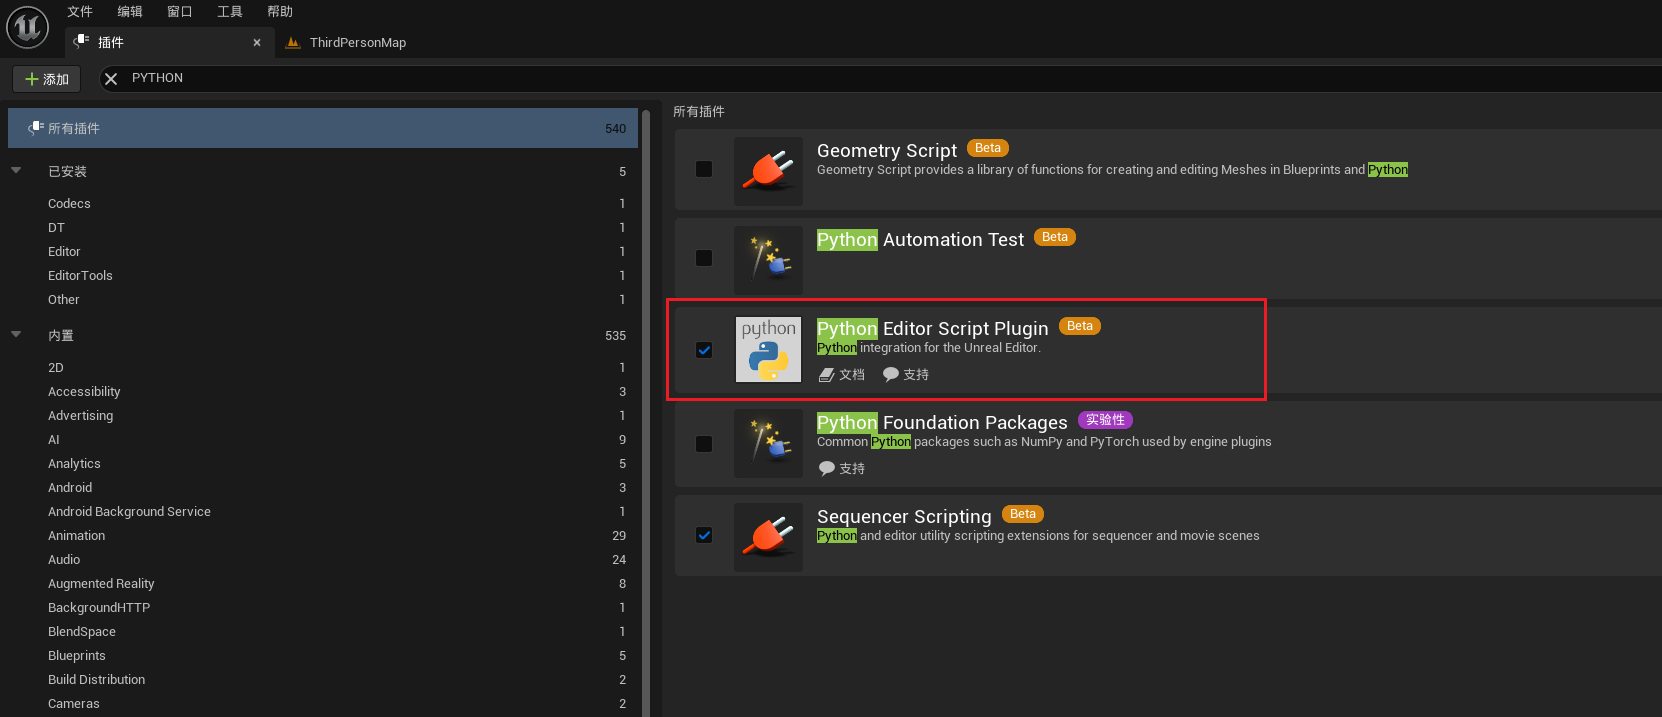 文件 编辑 窗口 工具 帮助
插件 ThirdPersonMap
添加 PYTHON
所有插件 540
已安装 5
Codecs 1
DT 1
Editor 1
EditorTools 1
Other 1
内置 535
2D 1
Accessibility 3
Advertising 1
AI 9
Analytics 5
Android 3
Android Background Service 1
Animation 29
Audio 24
Augmented Reality 8
BackgroundHTTP 1
BlendSpace 1
Blueprints 5
Build Distribution 2
Cameras 2
所有插件
Geometry Script Beta
Geometry Script provides a library of functions for creating and editing Meshes in Blueprints and Python
Python Automation Test Beta
python
Python Editor Script Plugin Beta
Python integration for the Unreal Editor.
文档 支持
Python Foundation Packages 实验性
Common Python packages such as NumPy and PyTorch used by engine plugins
支持
Sequencer Scripting Beta
Python and editor utility scripting extensions for sequencer and movie scenes